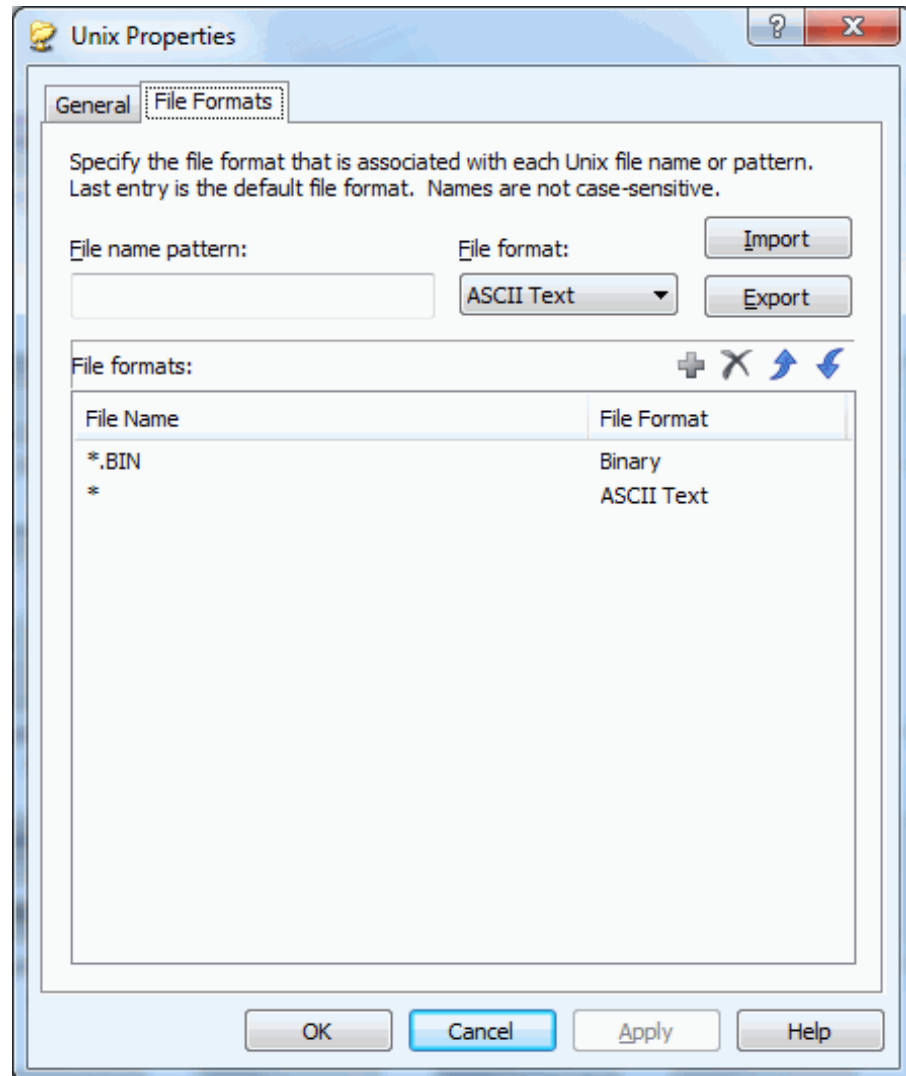 Unix Properties
General File Formats
Specify the file format that is associated with each Unix file name or pattern.
Last entry is the default file format. Names are not case-sensitive.
File name pattern: File format: Import
ASCII Text Export
File formats:
File Name File Format
*.BIN Binary
* ASCII Text
OK Cancel Apply Help